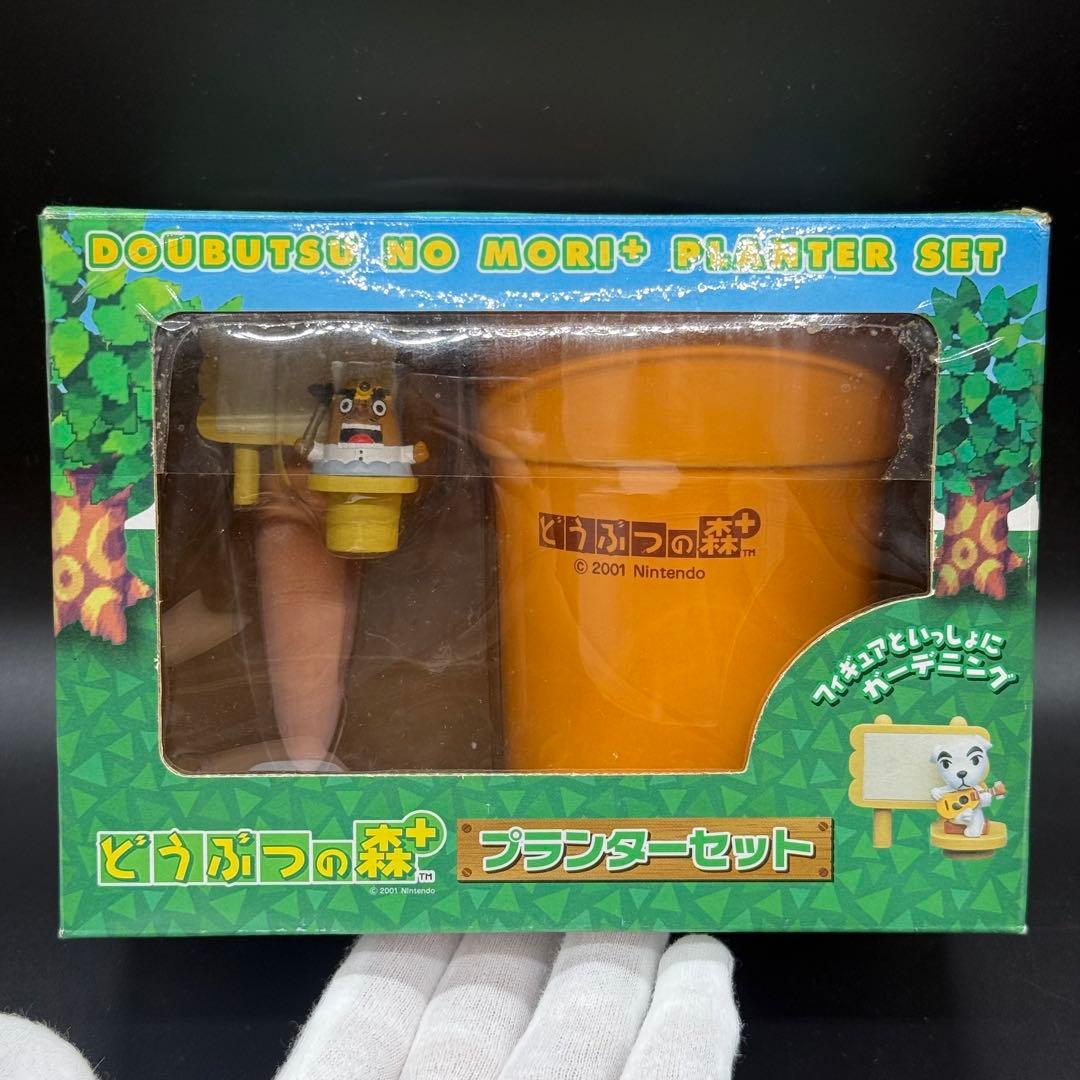 DOUBUTSU NO MORI+ PLANTER SET
どうぶつの森+
TM
© 2001 Nintendo
フィギュアといっしょに
ガーデニング
どうぶつの森+
TM
© 2001 Nintendo
プランターセット